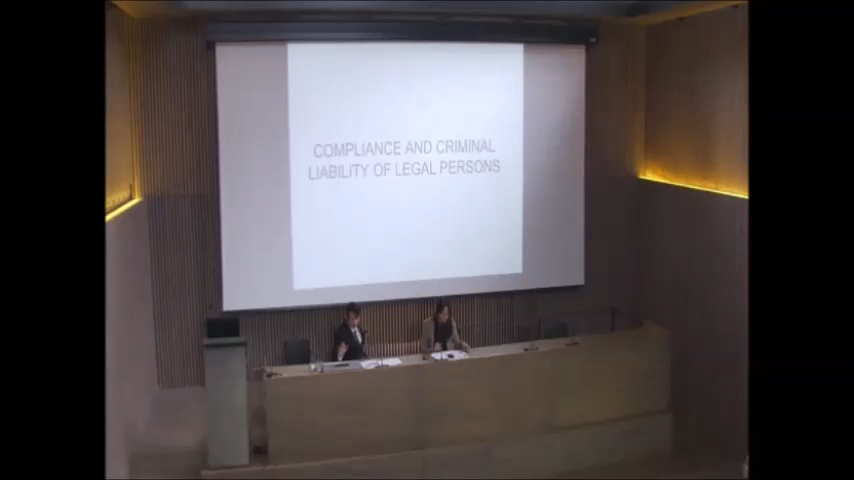 COMPLIANCE AND CRIMINAL
LIABILITY OF LEGAL PERSONS